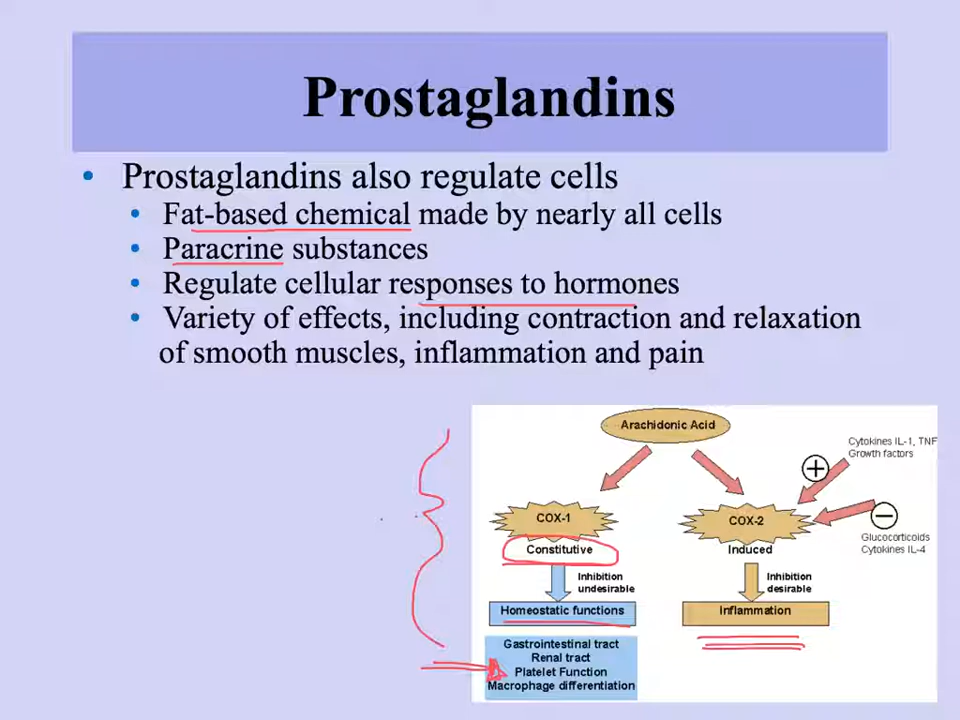 Prostaglandins
• Prostaglandins also regulate cells
• Fat-based chemical made by nearly all cells
• Paracrine substances
• Regulate cellular responses to hormones
• Variety of effects, including contraction and relaxation
of smooth muscles, inflammation and pain
Arachidonic Acid
Cytokines IL-1, TNF
Growth factors
+
COX-1
COX-2
−
Constitutive
Induced
Glucocorticoids
Cytokines IL-4
Inhibition
undesirable
Inhibition
desirable
Homeostatic functions
Inflammation
Gastrointestinal tract
Renal tract
Platelet Function
Macrophage differentiation